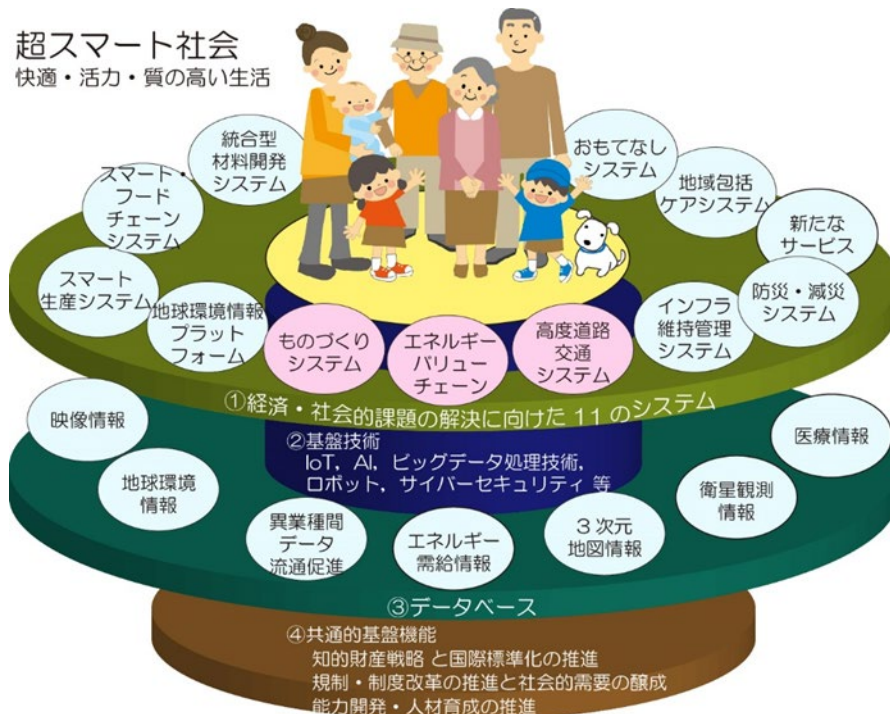 超スマート社会
快適・活力・質の高い生活
統合型
材料開発
システム
おもてなし
システム
スマート・
フード
チェーン
システム
地域包括
ケアシステム
新たな
サービス
スマート
生産システム
地球環境情報
プラット
フォーム
ものづくり
システム
エネルギー
バリュー
チェーン
高度道路
交通
システム
インフラ
維持管理
システム
防災・減災
システム
①経済・社会的課題の解決に向けた 11 のシステム
②基盤技術
IoT, AI, ビッグデータ処理技術,
ロボット, サイバーセキュリティ 等
映像情報
地球環境
情報
異業種間
データ
流通促進
エネルギー
需給情報
3 次元
地図情報
衛星観測
情報
医療情報
③データベース
④共通的基盤機能
知的財産戦略 と国際標準化の推進
規制・制度改革の推進と社会的需要の醸成
能力開発・人材育成の推進